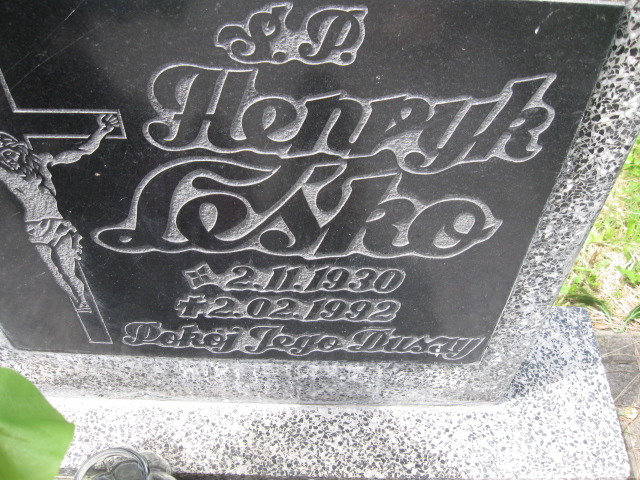 Ś.P.
Henryk
Łośko
* 2.11.1930
✝ 2.02.1992
Pokój Jego Duszy